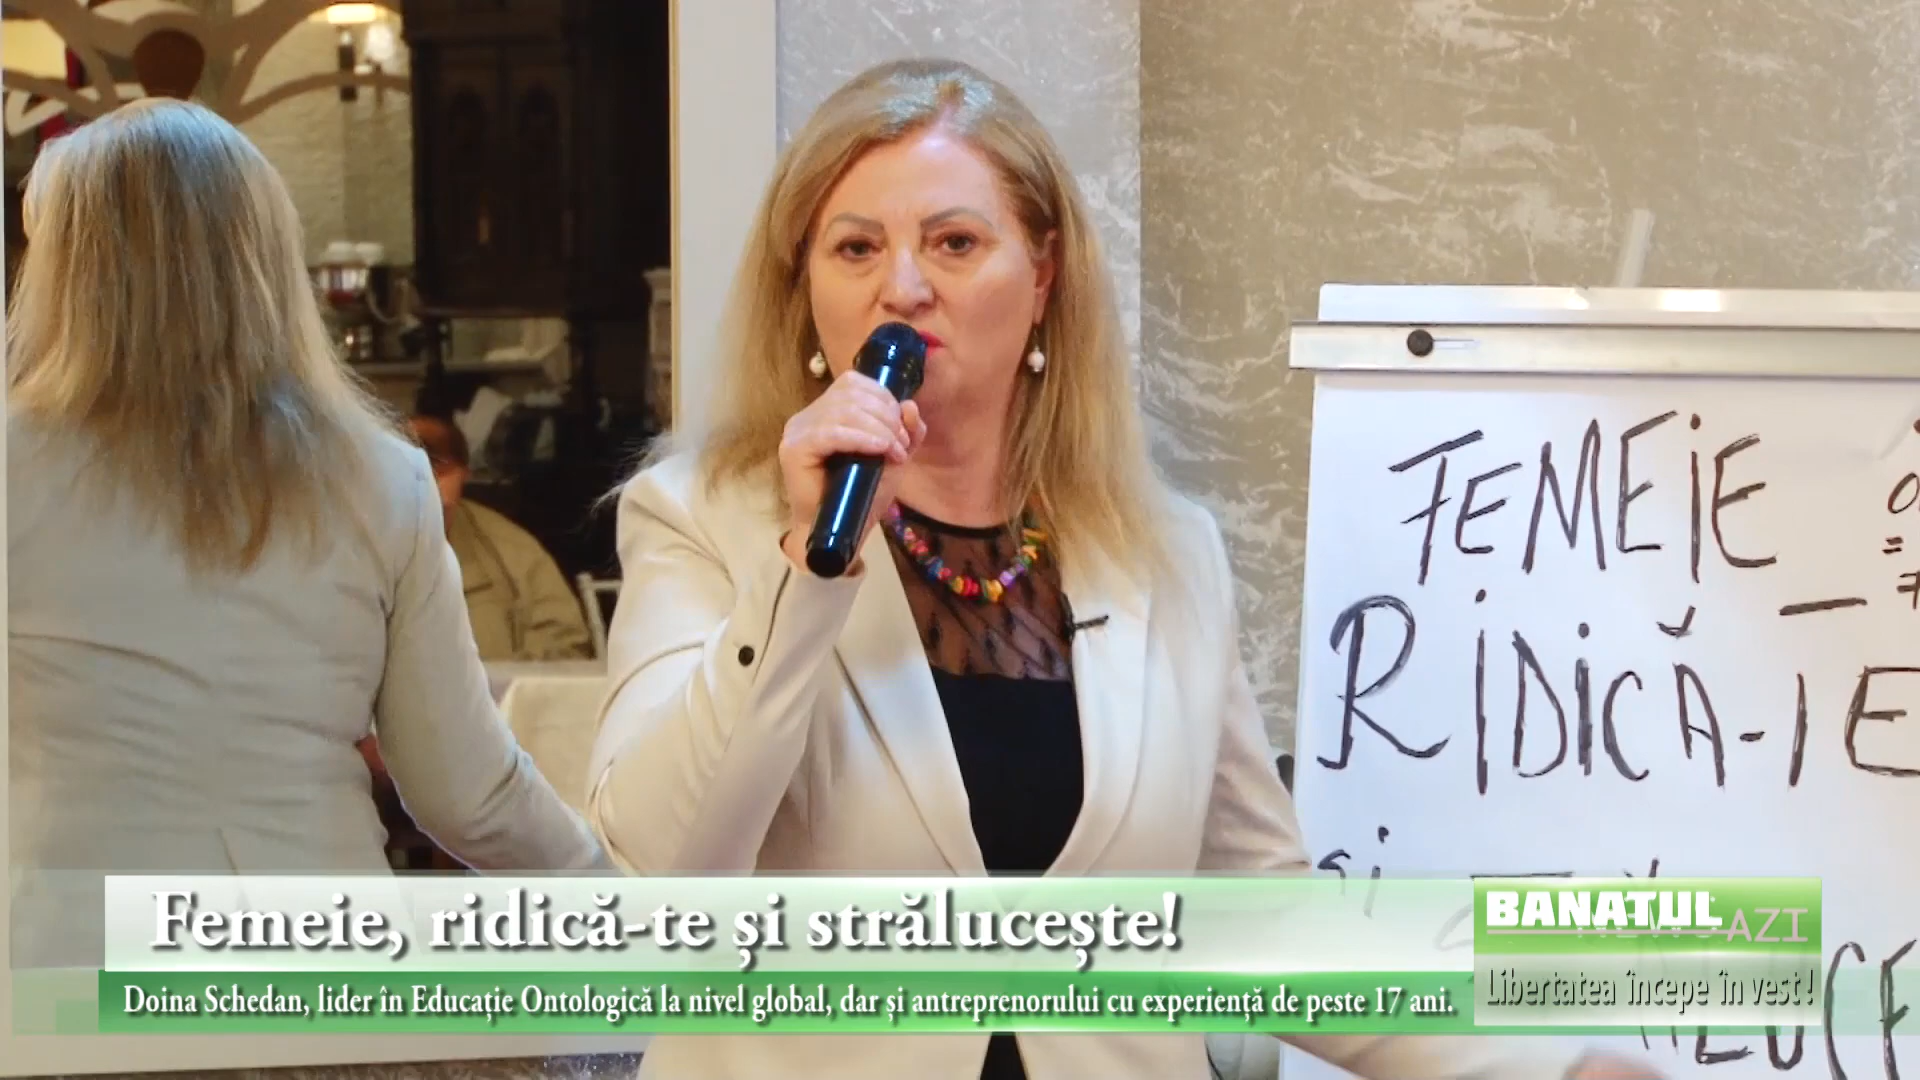 FEMEIE
RIDICĂ-TE
și
Femeie, ridică-te și strălucește!
Doina Schedan, lider în Educație Ontologică la nivel global, dar și antreprenorului cu experiență de peste 17 ani.
BANATUL
AZI
Libertatea începe în vest!